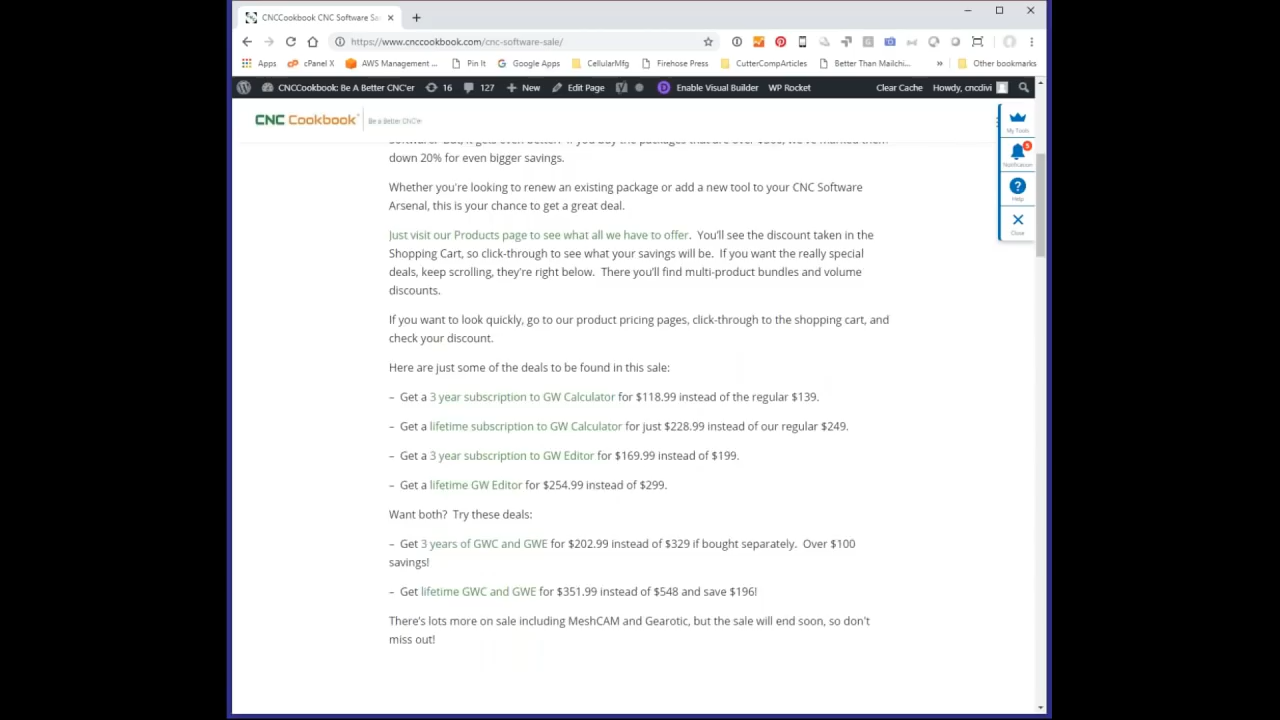 CNCCookbook CNC Software Sa
https://www.cnccookbook.com/cnc-software-sale/
Apps cPanel X AWS Management ... Pin It Google Apps CellularMfg Firehose Press CutterCompArticles Better Than Mailchi... » Other bookmarks
CNCCookbook: Be A Better CNC'er 16 127 New Edit Page Enable Visual Builder WP Rocket Clear Cache Howdy, cncdivi
CNC Cookbook Be a Better CNC'er
My Tools
5
Notification
Help
Close
down 20% for even bigger savings.
Whether you're looking to renew an existing package or add a new tool to your CNC Software
Arsenal, this is your chance to get a great deal.
Just visit our Products page to see what all we have to offer. You'll see the discount taken in the
Shopping Cart, so click-through to see what your savings will be. If you want the really special
deals, keep scrolling, they're right below. There you'll find multi-product bundles and volume
discounts.
If you want to look quickly, go to our product pricing pages, click-through to the shopping cart, and
check your discount.
Here are just some of the deals to be found in this sale:
– Get a 3 year subscription to GW Calculator for $118.99 instead of the regular $139.
– Get a lifetime subscription to GW Calculator for just $228.99 instead of our regular $249.
– Get a 3 year subscription to GW Editor for $169.99 instead of $199.
– Get a lifetime GW Editor for $254.99 instead of $299.
Want both? Try these deals:
– Get 3 years of GWC and GWE for $202.99 instead of $329 if bought separately. Over $100
savings!
– Get lifetime GWC and GWE for $351.99 instead of $548 and save $196!
There's lots more on sale including MeshCAM and Gearotic, but the sale will end soon, so don't
miss out!